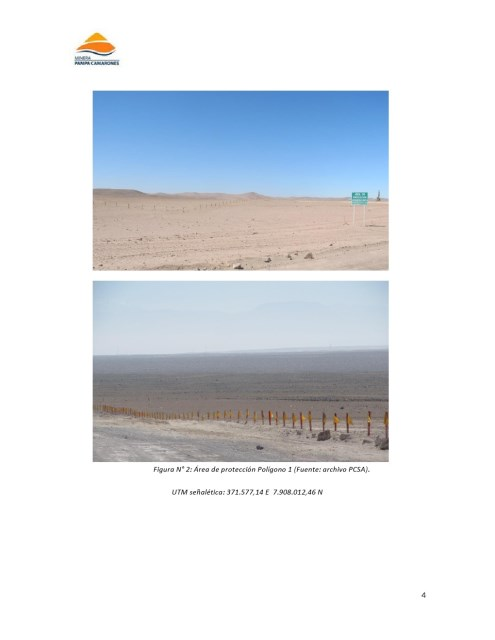 MINERA
PAMPA CAMARONES
Figura N° 2: Área de protección Polígono 1 (Fuente: archivo PCSA).
UTM señalética: 371.577,14 E 7.908.012,46 N
4